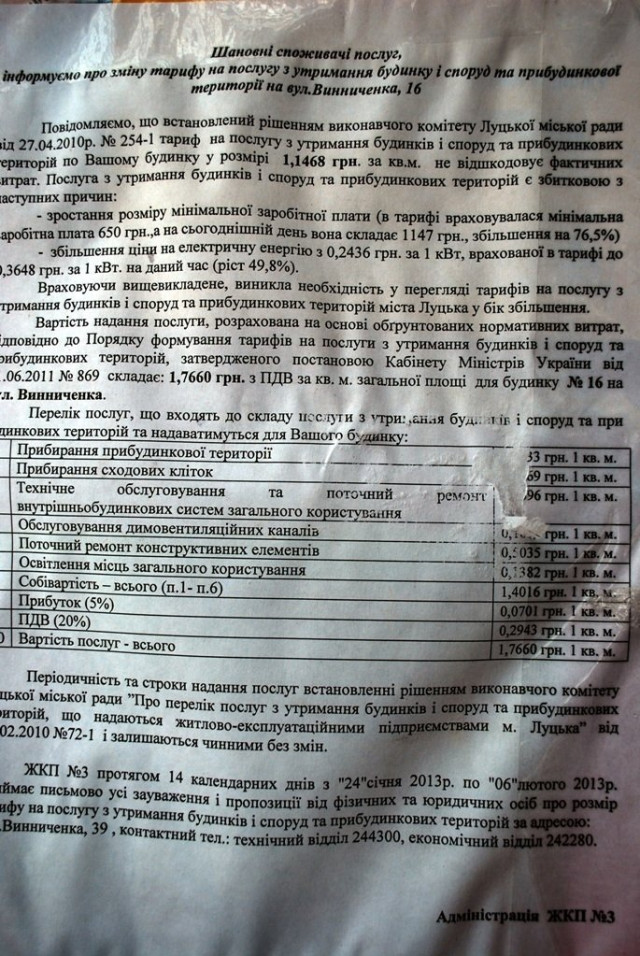 Шановні споживачі послуг,
інформуємо про зміну тарифу на послугу з утримання будинку і споруд та прибудинкової
території на вул.Винниченка, 16
Повідомляємо, що встановлений рішенням виконавчого комітету Луцької міської ради
від 27.04.2010р. № 254-1 тариф на послугу з утримання будинків і споруд та прибудинкових
територій по Вашому будинку у розмірі 1,1468 грн. за кв.м. не відшкодовує фактичних
витрат. Послуга з утримання будинків і споруд та прибудинкових територій є збитковою з
наступних причин:
- зростання розміру мінімальної заробітної плати (в тарифі враховувалася мінімальна
заробітна плата 650 грн.,а на сьогоднішній день вона складає 1147 грн., збільшення на 76,5%)
- збільшення ціни на електричну енергію з 0,2436 грн. за 1 кВт, врахованої в тарифі до
0,3648 грн. за 1 кВт. на даний час (ріст 49,8%).
Враховуючи вищевикладене, виникла необхідність у перегляді тарифів на послугу з
утримання будинків і споруд та прибудинкових територій міста Луцька у бік збільшення.
Вартість надання послуги, розрахована на основі обґрунтованих нормативних витрат,
відповідно до Порядку формування тарифів на послуги з утримання будинків і споруд та
прибудинкових територій, затвердженого постановою Кабінету Міністрів України від
1.06.2011 № 869 складає: 1,7660 грн. з ПДВ за кв. м. загальної площі для будинку № 16 на
вул. Винниченка.
Перелік послуг, що входять до складу послуги з утримання будинків і споруд та при
динкових територій та надаватимуться для Вашого будинку:
Прибирання прибудинкової території 33 грн. 1 кв. м.
Прибирання сходових кліток 69 грн. 1 кв. м.
Технічне обслуговування та поточний ремонт 96 грн. 1 кв. м.
внутрішньобудинкових систем загального користування
Обслуговування димовентиляційних каналів грн. 1 кв. м.
Поточний ремонт конструктивних елементів 0,5035 грн. 1 кв. м.
Освітлення місць загального користування 0,1382 грн. 1 кв. м.
Собівартість – всього (п.1- п.6) 1,4016 грн. 1 кв. м.
Прибуток (5%) 0,0701 грн. 1 кв. м.
ПДВ (20%) 0,2943 грн. 1 кв. м.
0 Вартість послуг - всього 1,7660 грн. 1 кв. м.
Періодичність та строки надання послуг встановленні рішенням виконавчого комітету
цької міської ради "Про перелік послуг з утримання будинків і споруд та прибудинкових
риторій, що надаються житлово-експлуатаційними підприємствами м. Луцька" від
02.2010 №72-1 і залишаються чинними без змін.
ЖКП №3 протягом 14 календарних днів з "24"січня 2013р. по "06"лютого 2013р.
ймає письмово усі зауваження і пропозиції від фізичних та юридичних осіб про розмір
ифу на послугу з утримання будинків і споруд та прибудинкових територій за адресою:
.Винниченка, 39 , контактний тел.: технічний відділ 244300, економічний відділ 242280.
Адміністрація ЖКП №3